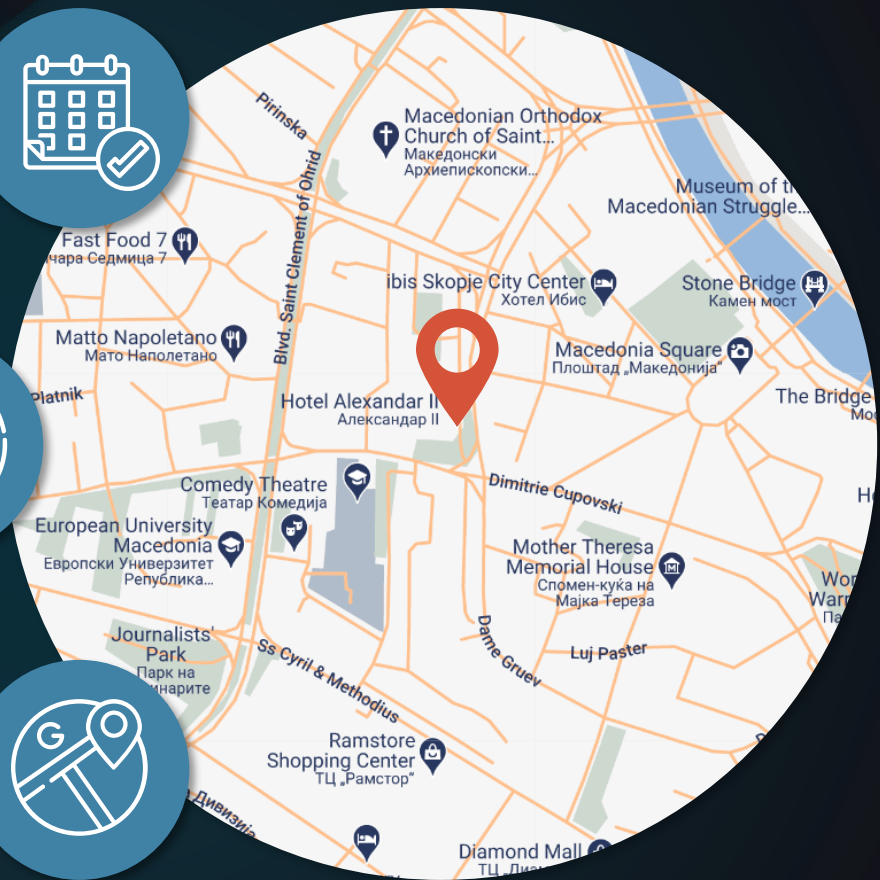 Pirinska
Macedonian Orthodox
Church of Saint...
Македонски
Архиепископски...
Blvd. Saint Clement of Ohrid
Macedonian Struggle...
Museum of
Fast Food 7
Седмица 7
ibis Skopje City Center
Хотел Ибис
Stone Bridge
Камен мост
Matto Napoletano
Мато Наполетано
Macedonia Square
Плоштад „Македонија“
Platnik
Hotel Alexandar II
Александар II
The Bridge
Comedy Theatre
Театар Комедија
Dimitrie Cupovski
European University
Macedonia
Европски Универзитет
Република...
Mother Theresa
Memorial House
Спомен-куќа на
Мајка Тереза
Journalists'
Park
Парк на
Dame Gruev
Luj Paster
Ss Cyril & Methodius
Ramstore
Shopping Center
ТЦ „Рамстор“
Дивизија
Diamond Mall
G